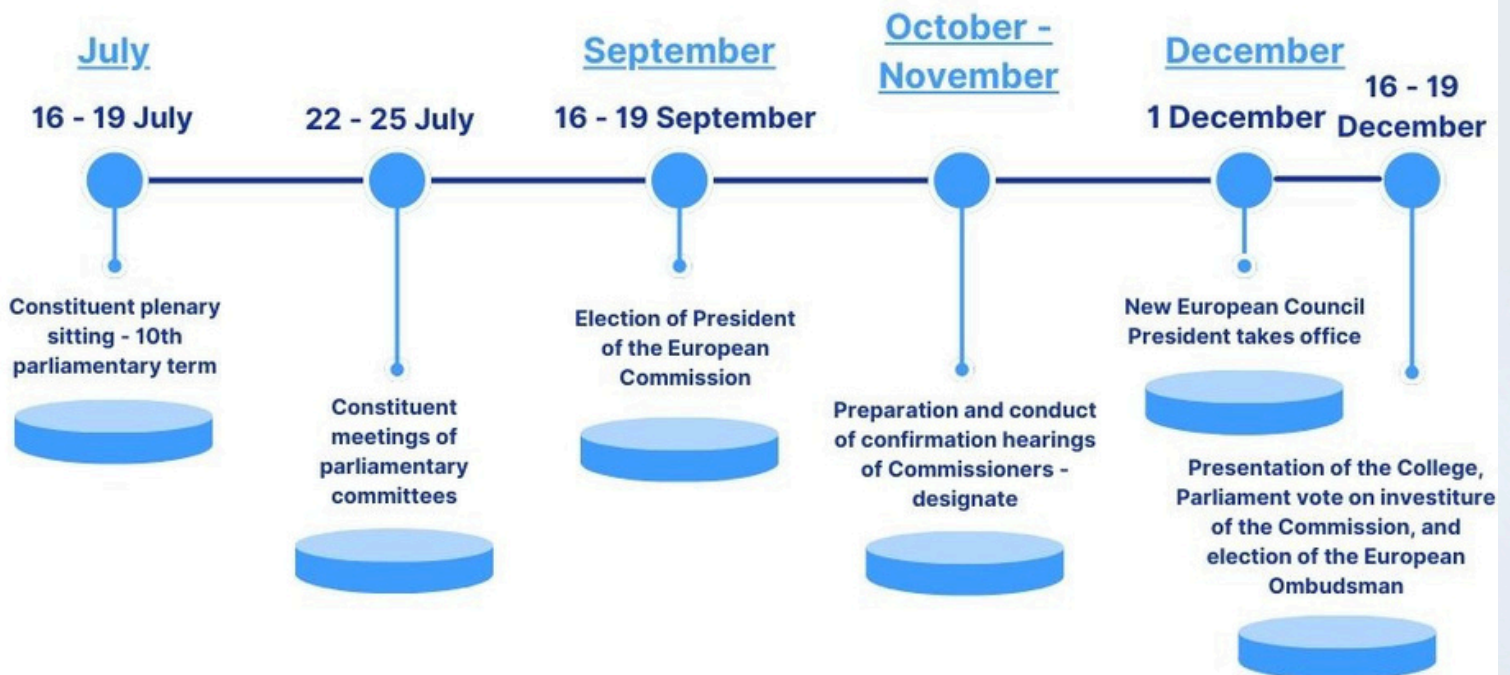 July
16 - 19 July
Constituent plenary
sitting - 10th
parliamentary term
22 - 25 July
Constituent
meetings of
parliamentary
committees
September
16 - 19 September
Election of President
of the European
Commission
October -
November
Preparation and conduct
of confirmation hearings
of Commissioners -
designate
December
1 December
New European Council
President takes office
16 - 19
December
Presentation of the College,
Parliament vote on investiture
of the Commission, and
election of the European
Ombudsman